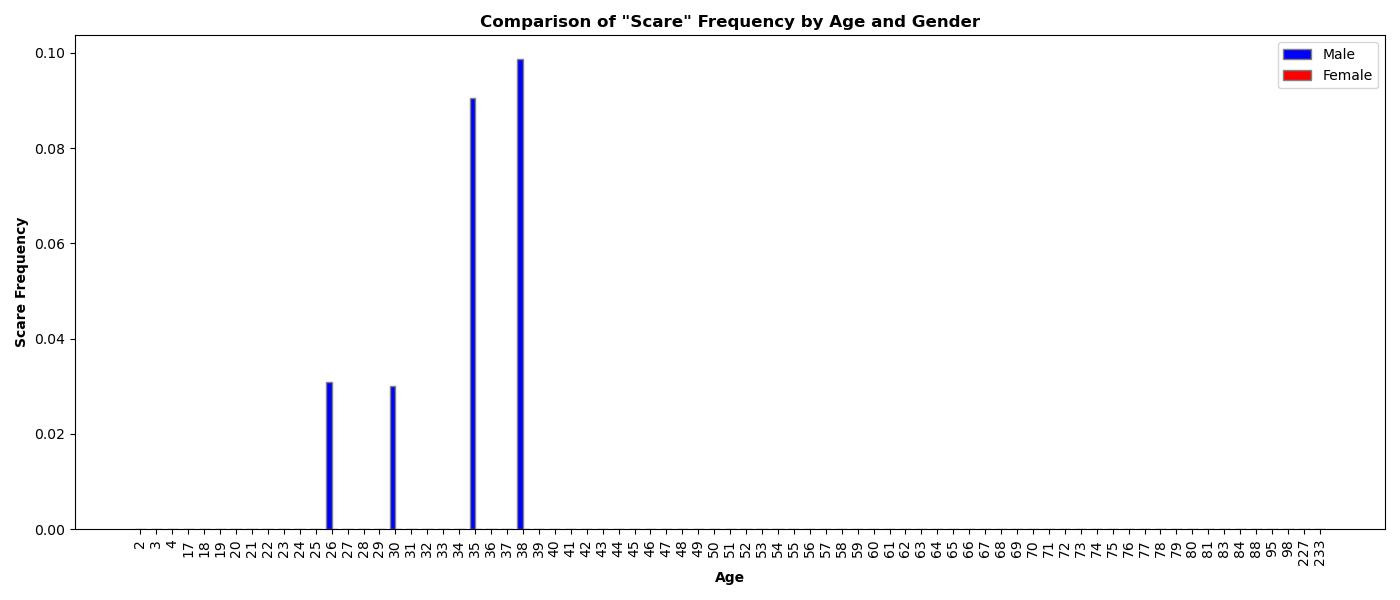 Comparison of "Scare" Frequency by Age and Gender
Male
Female
Scare Frequency
0.10
0.08
0.06
0.04
0.02
0.00
2 3 4 17 18 19 20 21 22 23 24 25 26 27 28 29 30 31 32 33 34 35 36 37 38 39 40 41 42 43 44 45 46 47 48 49 50 51 52 53 54 55 56 57 58 59 60 61 62 63 64 65 66 67 68 69 70 71 72 73 74 75 76 77 78 79 80 81 83 84 88 95 98 227 233
Age